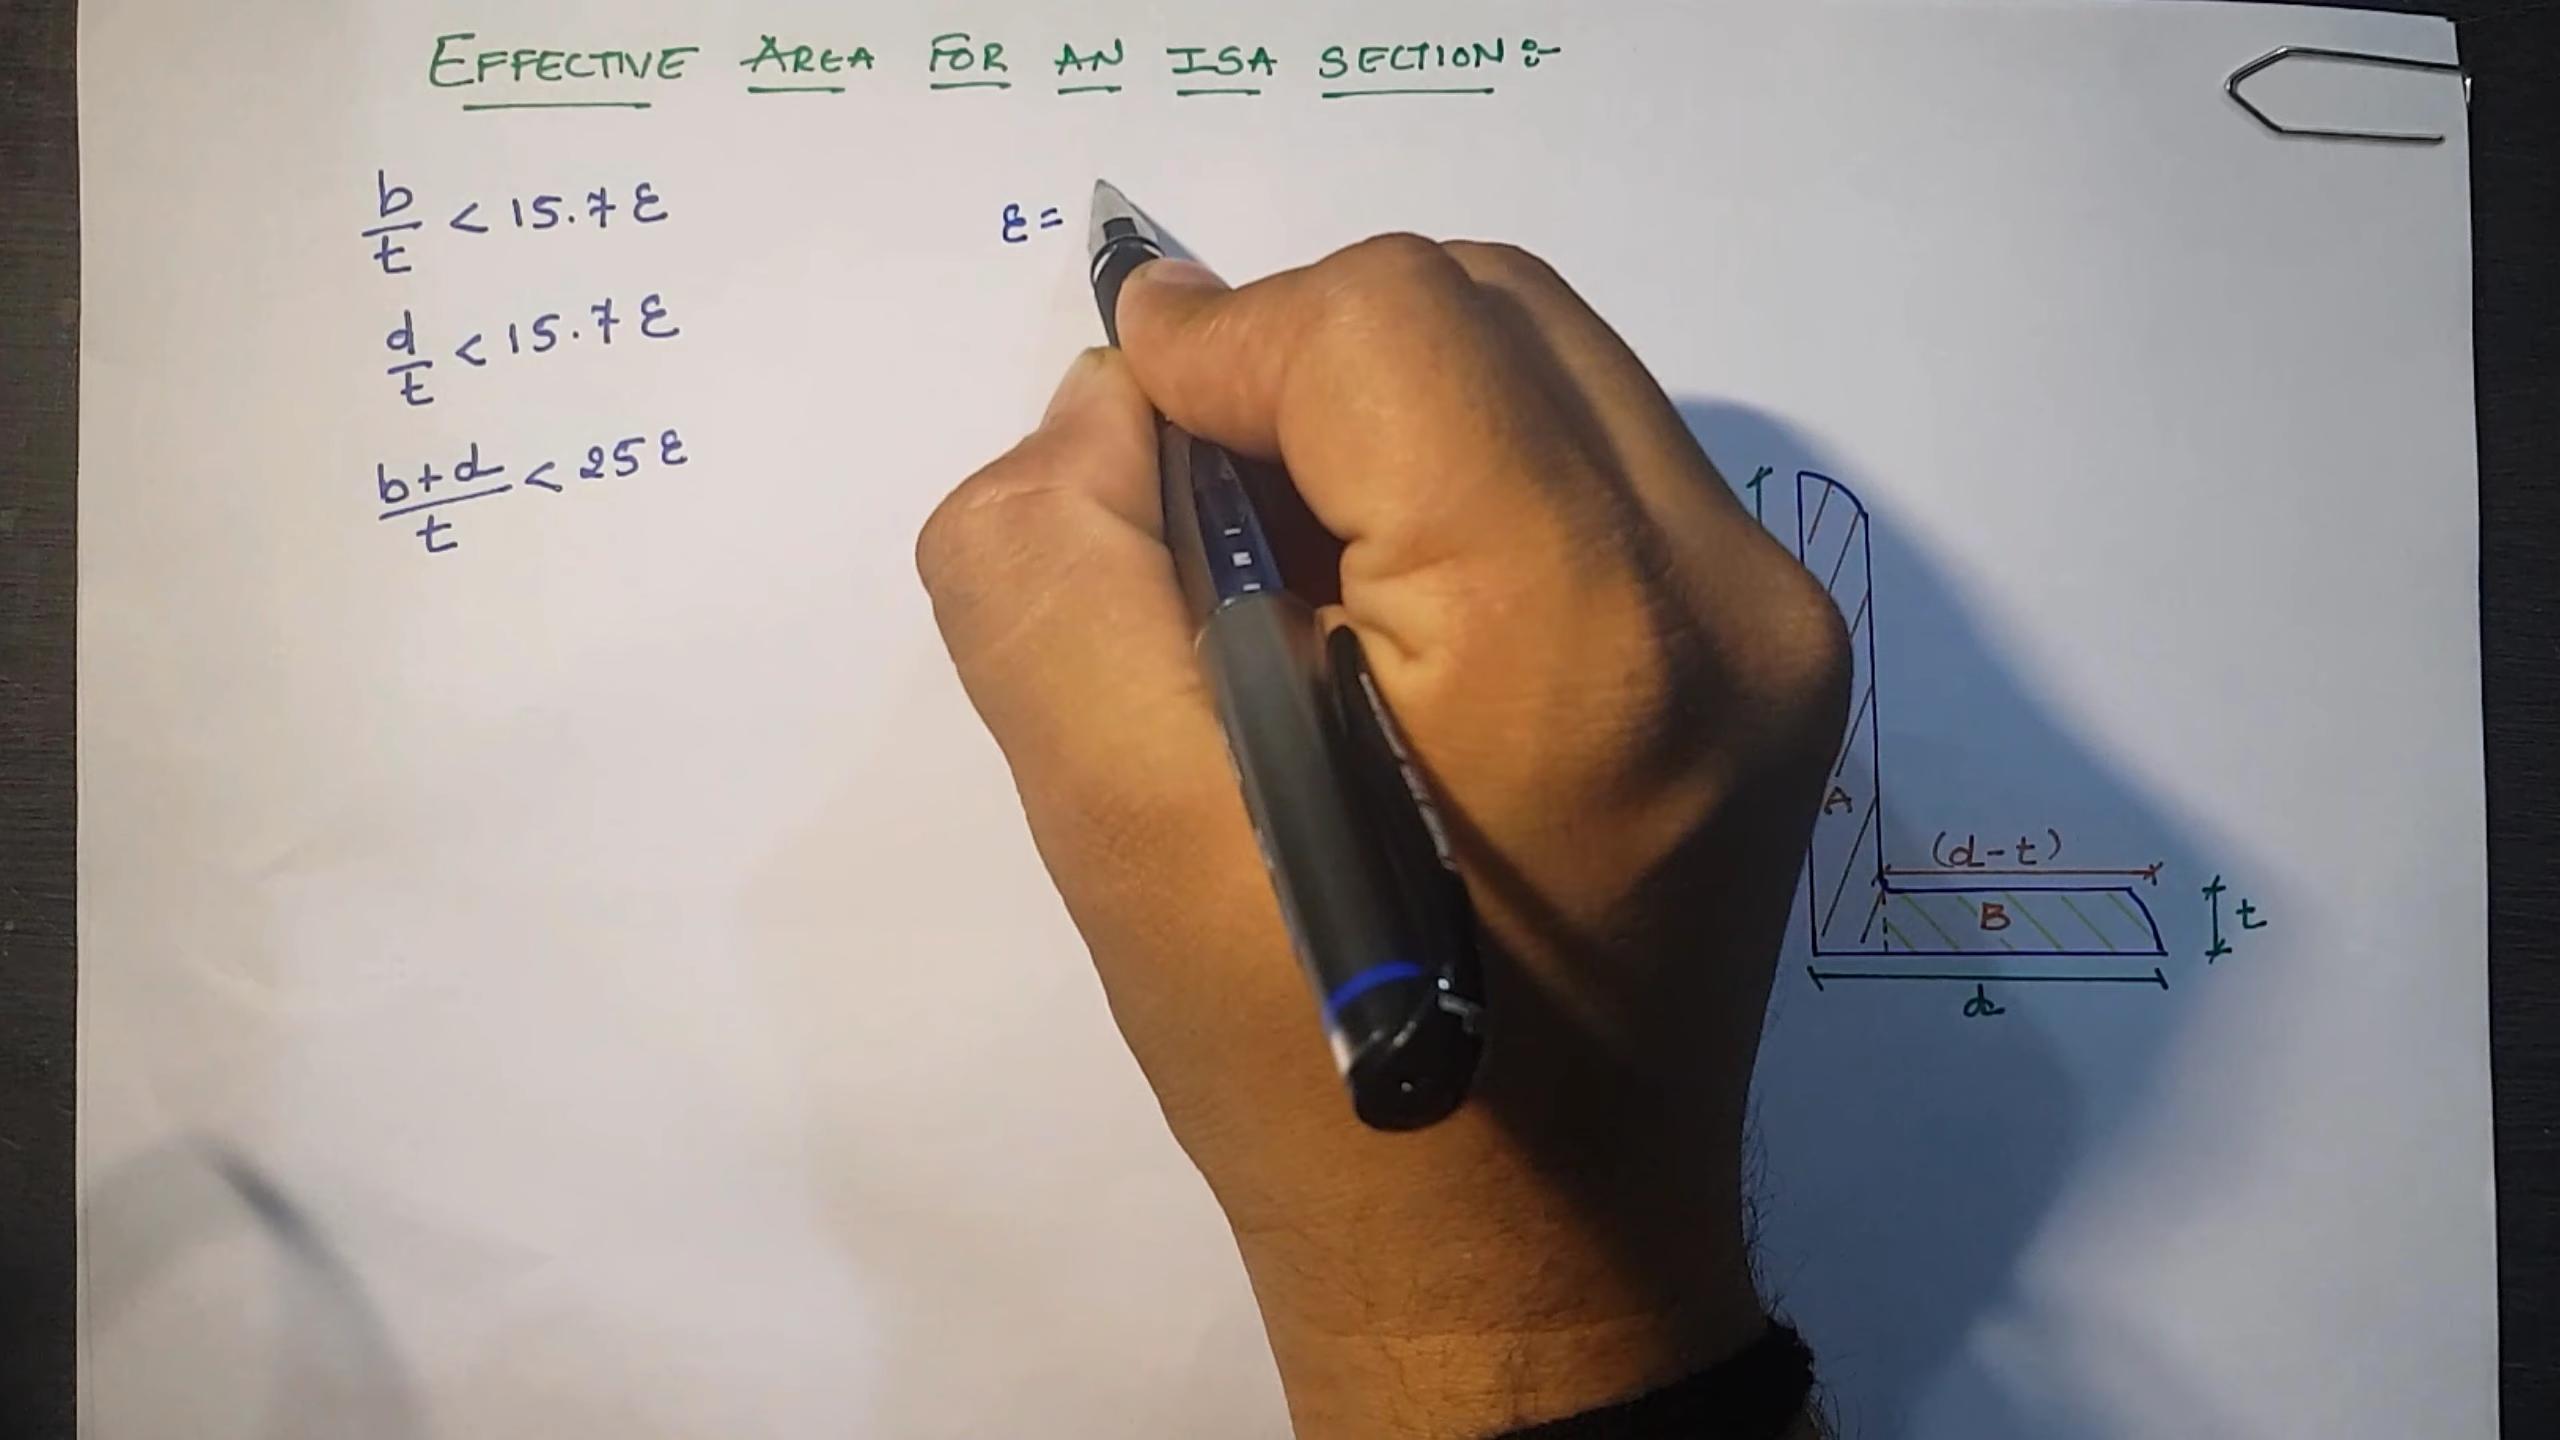 EFFECTIVE AREA FOR AN ISA SECTION:-
b/t < 15.7 ε
ε =
d/t < 15.7 ε
b+d/t < 25 ε
A
(d-t)
B
t
d